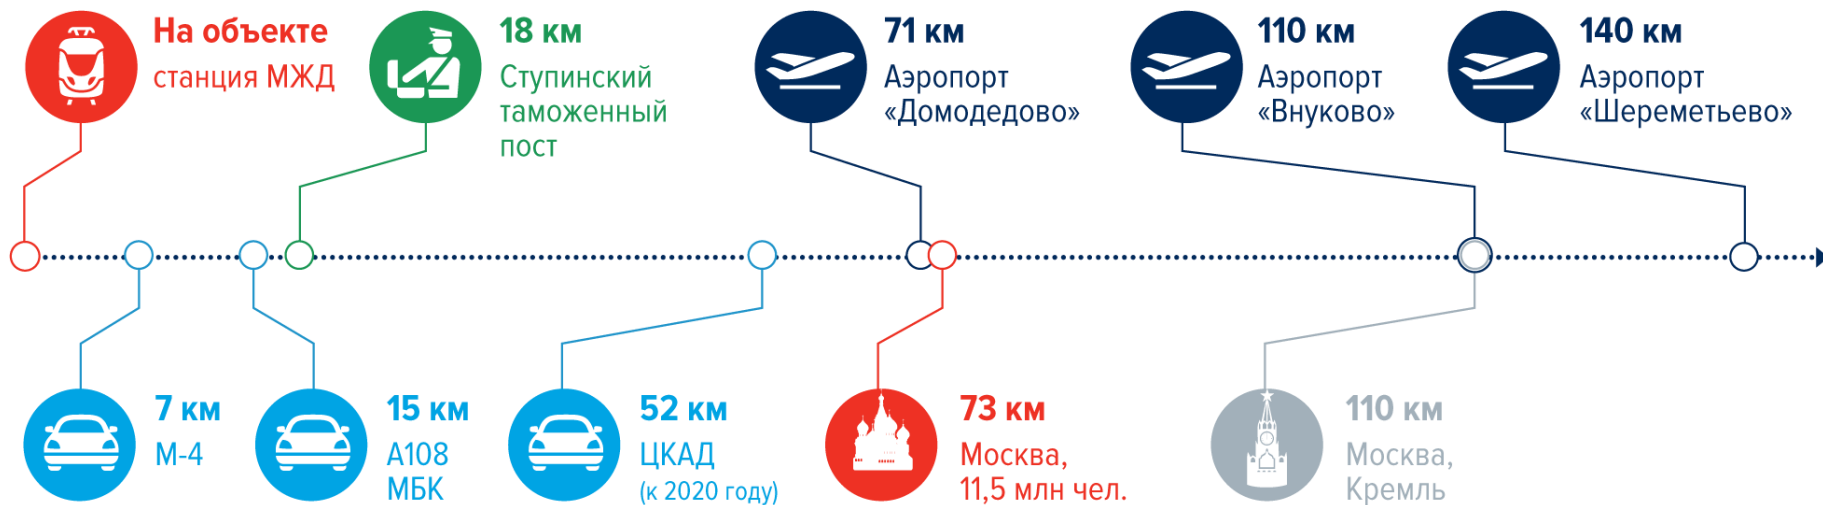 На объекте
станция МЖД
18 км
Ступинский
таможенный
пост
71 км
Аэропорт
«Домодедово»
110 км
Аэропорт
«Внуково»
140 км
Аэропорт
«Шереметьево»
7 км
М-4
15 км
А108
МБК
52 км
ЦКАД
(к 2020 году)
73 км
Москва,
11,5 млн чел.
110 км
Москва,
Кремль